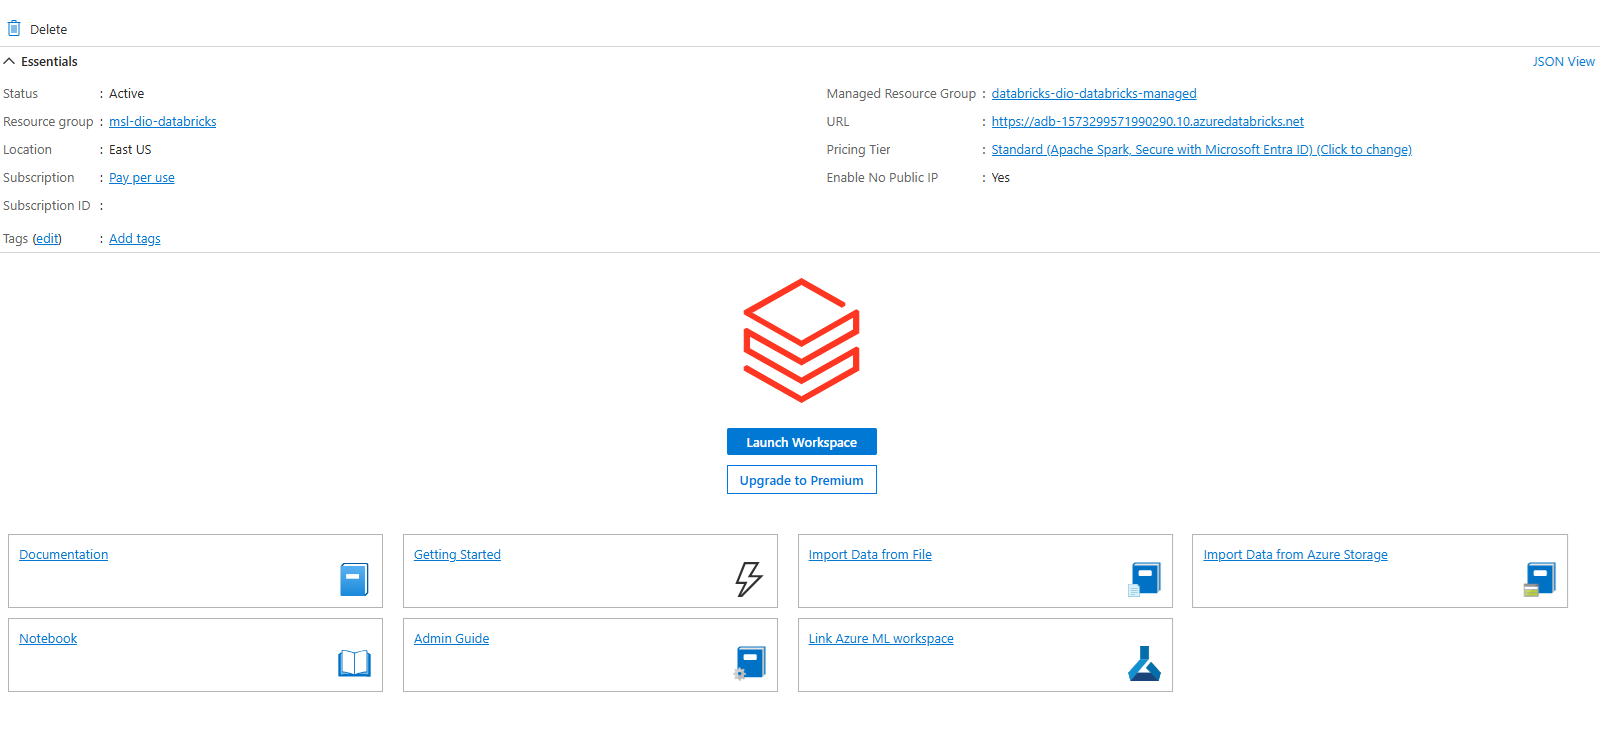 Delete
Essentials
JSON View
Status : Active
Managed Resource Group : databricks-dio-databricks-managed
Resource group : msl-dio-databricks
URL : https://adb-1573299571990290.10.azuredatabricks.net
Location : East US
Pricing Tier : Standard (Apache Spark, Secure with Microsoft Entra ID) (Click to change)
Subscription : Pay per use
Enable No Public IP : Yes
Subscription ID :
Tags (edit) : Add tags
Launch Workspace
Upgrade to Premium
Documentation
Getting Started
Import Data from File
Import Data from Azure Storage
Notebook
Admin Guide
Link Azure ML workspace